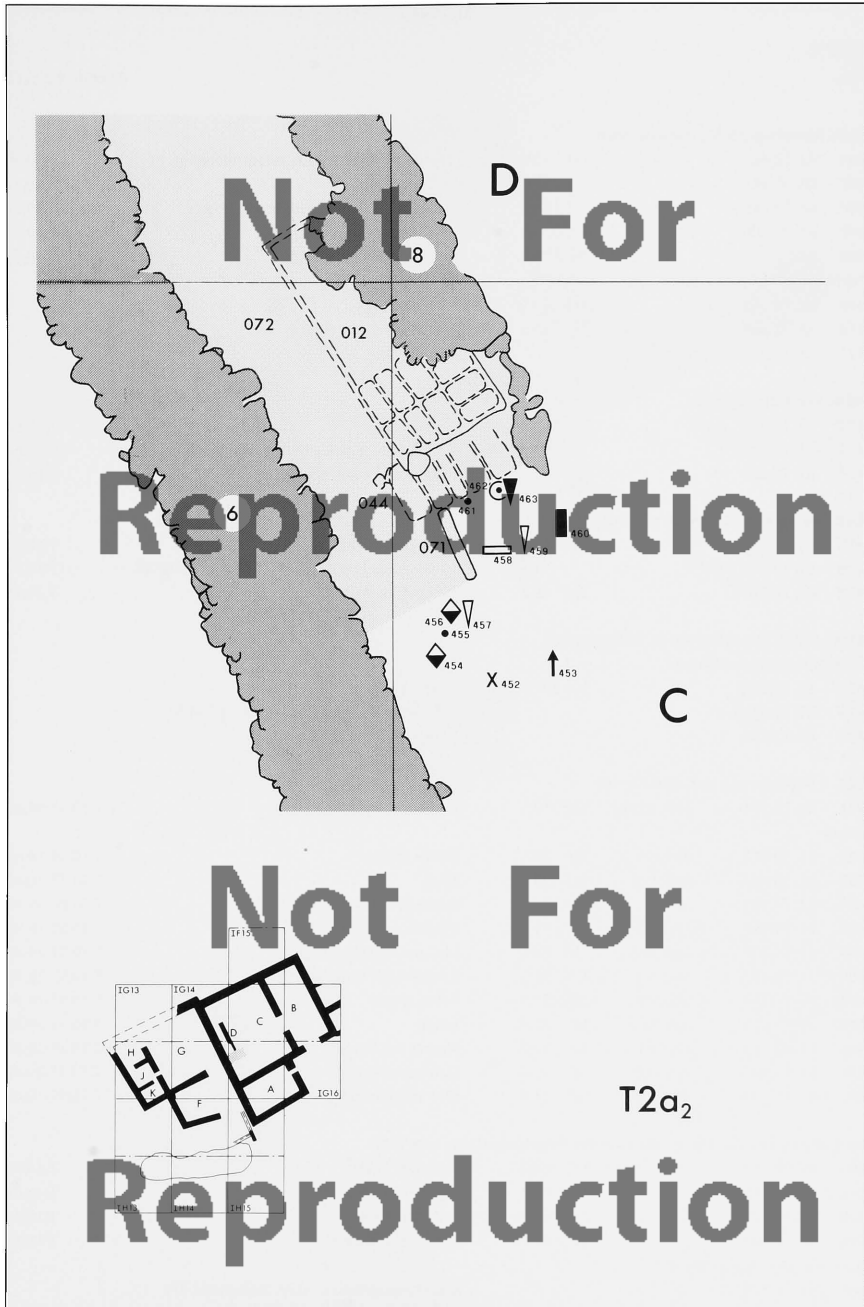 D
Not For
8
072
012
Reproduction
462
463
461
044
6
460
071
459
458
456
457
455
454
453
X 452
C
Not For
IF15
IG13 IG14
B
C
D
H G
J
A
K
IG16
F
T2a₂
Reproduction
IH13 IH14 IH15